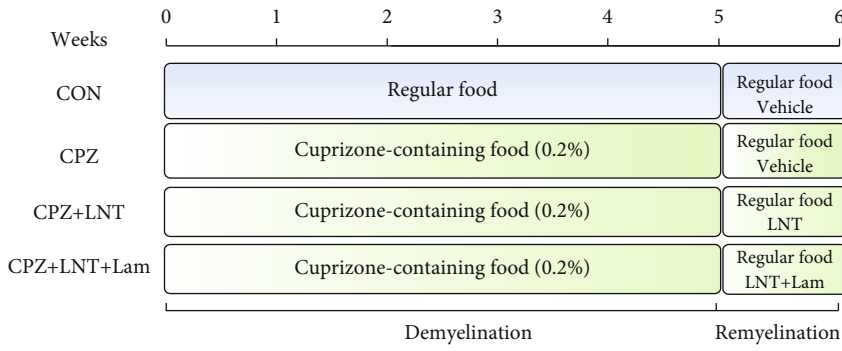 0 1 2 3 4 5 6
Weeks
CON
Regular food
Regular food
Vehicle
CPZ
Cuprizone-containing food (0.2%)
Regular food
Vehicle
CPZ+LNT
Cuprizone-containing food (0.2%)
Regular food
LNT
CPZ+LNT+Lam
Cuprizone-containing food (0.2%)
Regular food
LNT+Lam
Demyelination
Remyelination